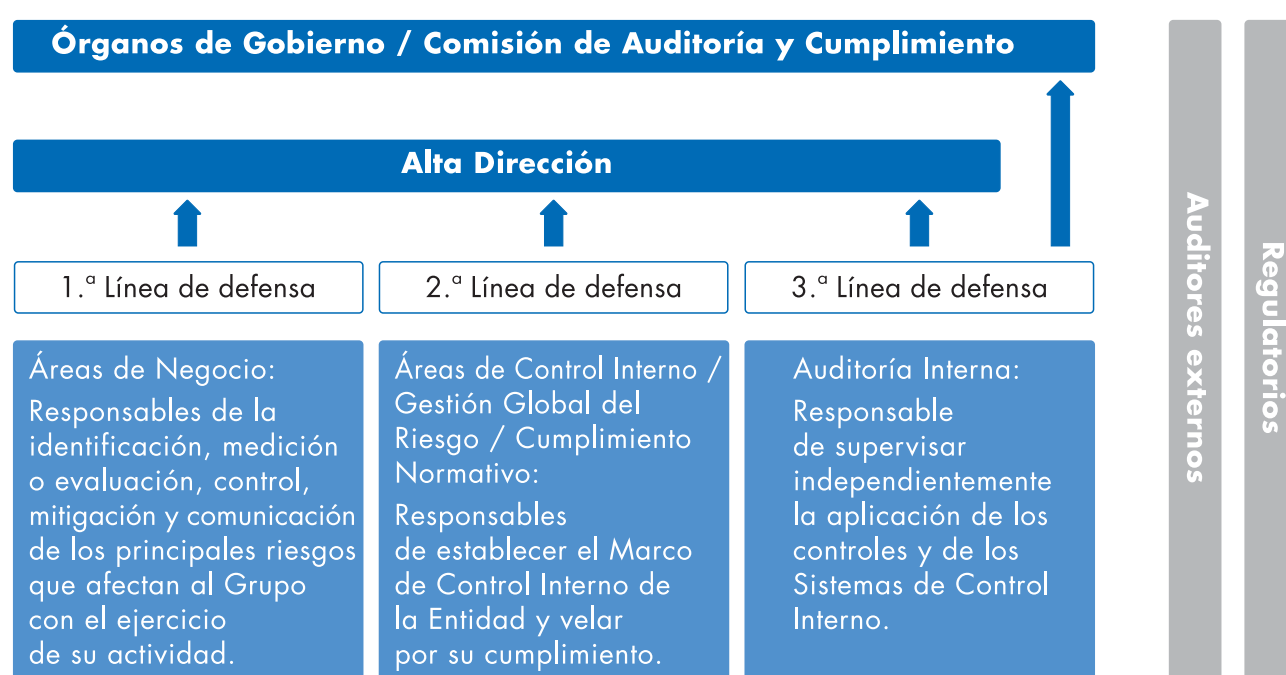 Órganos de Gobierno / Comisión de Auditoría y Cumplimiento
Alta Dirección
1.ª Línea de defensa
2.ª Línea de defensa
3.ª Línea de defensa
Áreas de Negocio:
Responsables de la
identificación, medición
o evaluación, control,
mitigación y comunicación
de los principales riesgos
que afectan al Grupo
con el ejercicio
de su actividad.
Áreas de Control Interno /
Gestión Global del
Riesgo / Cumplimiento
Normativo:
Responsables
de establecer el Marco
de Control Interno de
la Entidad y velar
por su cumplimiento.
Auditoría Interna:
Responsable
de supervisar
independientemente
la aplicación de los
controles y de los
Sistemas de Control
Interno.
Auditores externos
Regulatorios